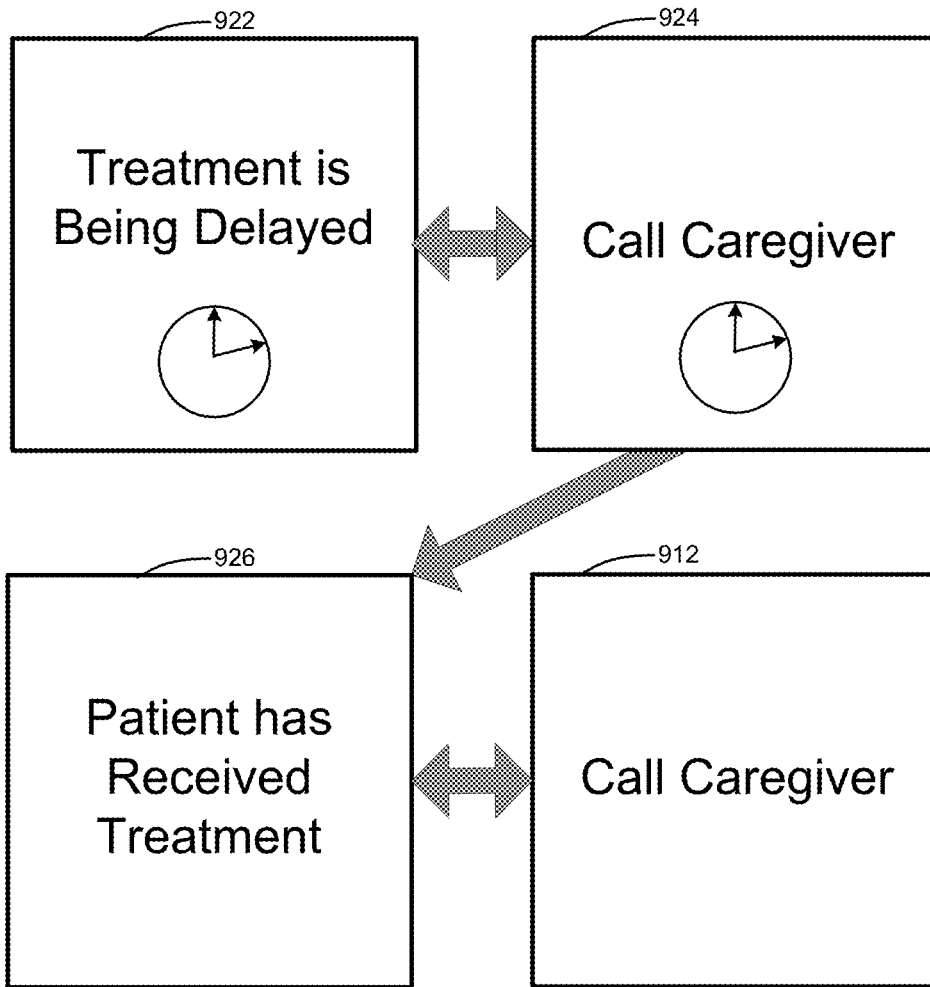 922
924
Treatment is
Being Delayed
Call Caregiver
926
912
Patient has
Received
Treatment
Call Caregiver